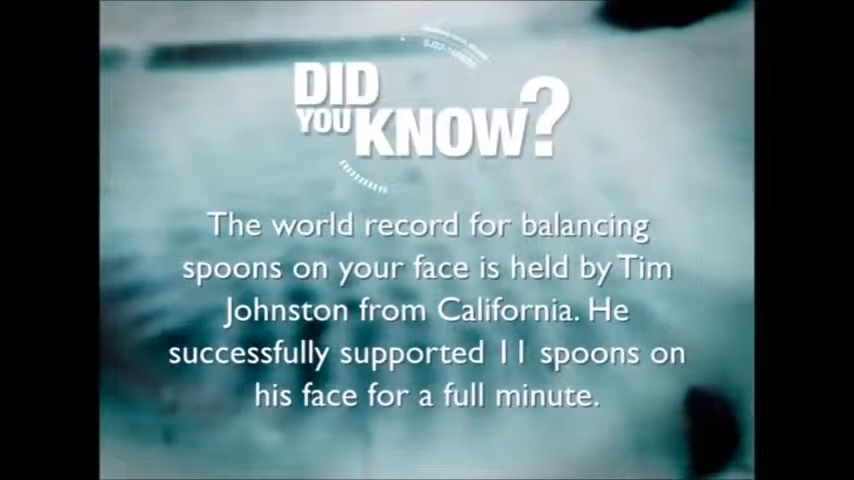 DID
YOU KNOW?
The world record for balancing
spoons on your face is held by Tim
Johnston from California. He
successfully supported 11 spoons on
his face for a full minute.